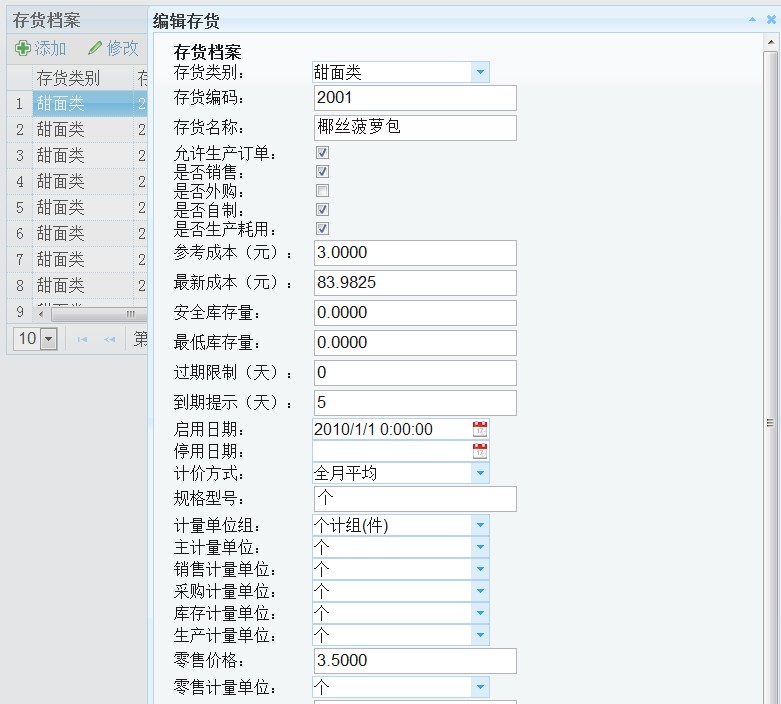 存货档案
添加 修改
存货类别 存
1 甜面类 2
2 甜面类 2
3 甜面类 2
4 甜面类 2
5 甜面类 2
6 甜面类 2
7 甜面类 2
8 甜面类 2
9
10 第
编辑存货
存货档案
存货类别： 甜面类
存货编码： 2001
存货名称： 椰丝菠萝包
允许生产订单：
是否销售：
是否外购：
是否自制：
是否生产耗用：
参考成本（元）： 3.0000
最新成本（元）： 83.9825
安全库存量： 0.0000
最低库存量： 0.0000
过期限制（天）： 0
到期提示（天）： 5
启用日期： 2010/1/1 0:00:00
停用日期：
计价方式： 全月平均
规格型号： 个
计量单位组： 个计组(件)
主计量单位： 个
销售计量单位： 个
采购计量单位： 个
库存计量单位： 个
生产计量单位： 个
零售价格： 3.5000
零售计量单位： 个